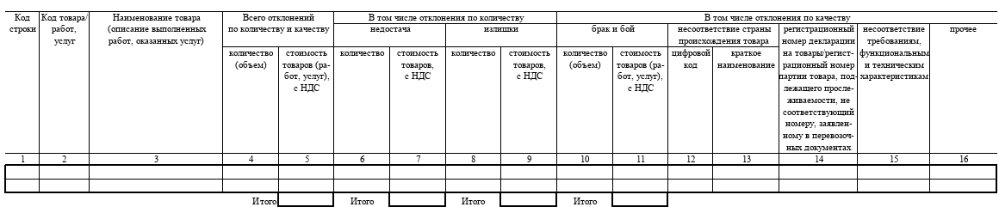 Код строки
Код товара/ работ, услуг
Наименование товара (описание выполненных работ, оказанных услуг)
Всего отклонений по количеству и качеству
В том числе отклонения по количеству
В том числе отклонения по качеству
недостача
излишки
брак и бой
несоответствие страны происхождения товара
регистрационный номер декларации на товары/регист-рационный номер партии товара, под-лежащего просле-живаемости, не соответствующий номеру, заявлен-ному в перевозоч-ных документах
несоответствие требованиям, функциональным и техническим характеристикам
прочее
количество (объем)
стоимость товаров (ра-бот, услуг), с НДС
количество
стоимость товаров, с НДС
количество
стоимость товаров, с НДС
количество (объем)
стоимость товаров (ра-бот, услуг), с НДС
цифровой код
краткое наименование
1 2 3 4 5 6 7 8 9 10 11 12 13 14 15 16
Итого Итого Итого Итого